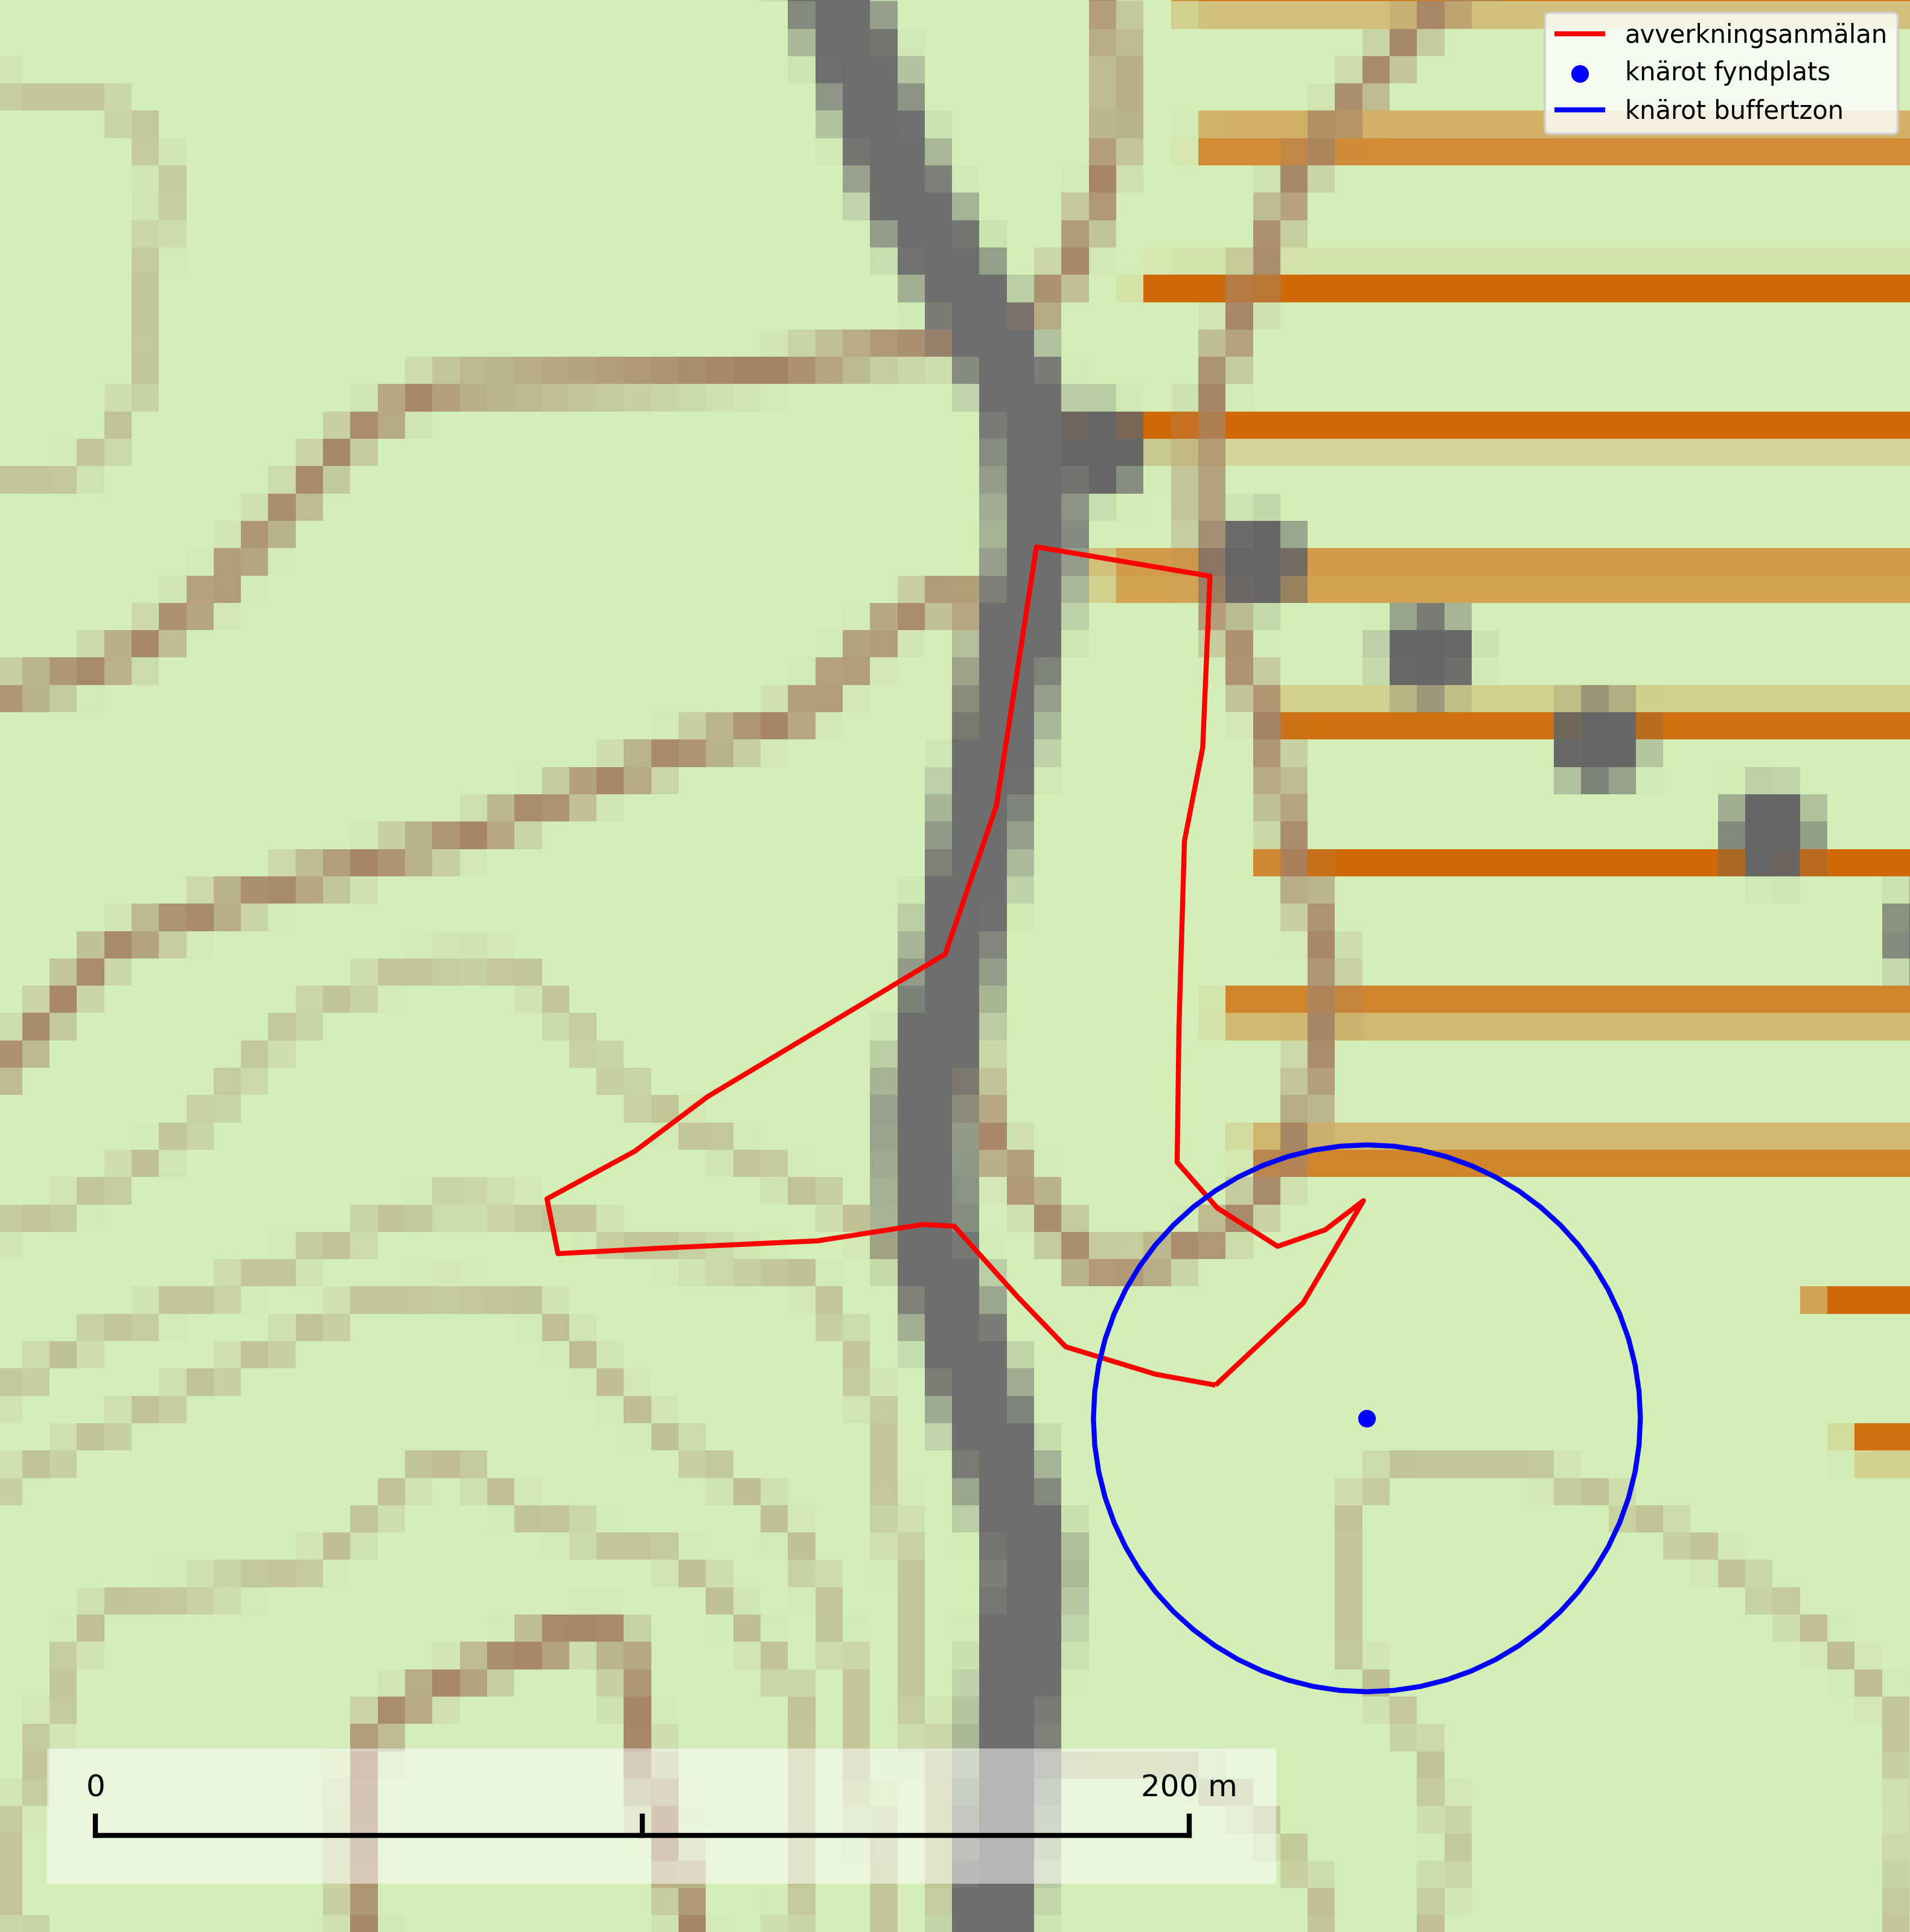 avverkningsanmälan
knärot fyndplats
knärot buffertzon
0 200 m